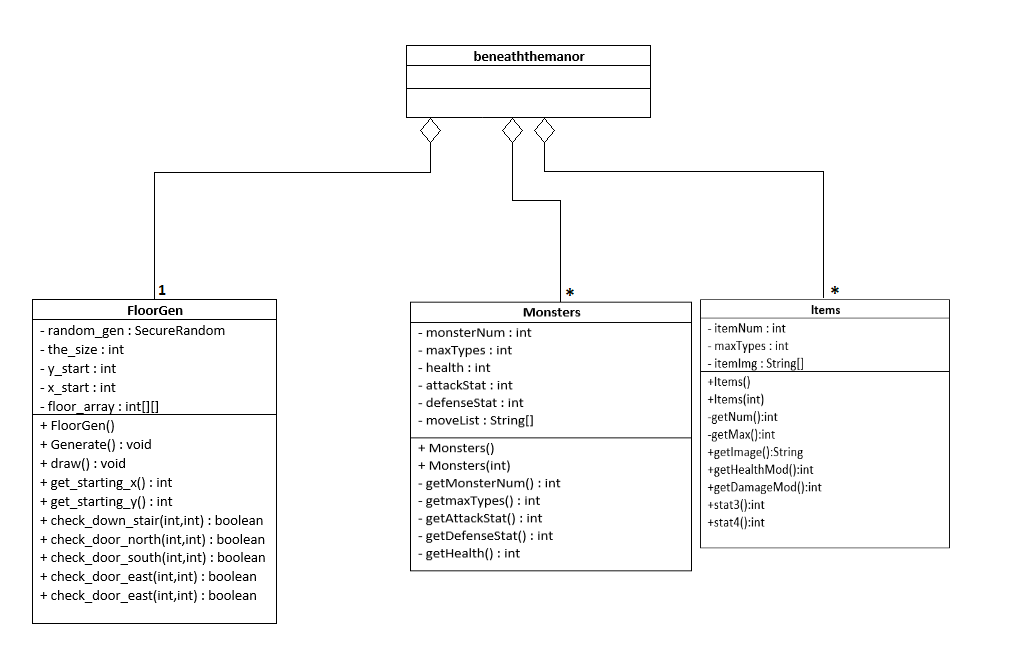 beneaththemanor
1
FloorGen
- random_gen : SecureRandom
- the_size : int
- y_start : int
- x_start : int
- floor_array : int[][]
+ FloorGen()
+ Generate() : void
+ draw() : void
+ get_starting_x() : int
+ get_starting_y() : int
+ check_down_stair(int,int) : boolean
+ check_door_north(int,int) : boolean
+ check_door_south(int,int) : boolean
+ check_door_east(int,int) : boolean
+ check_door_east(int,int) : boolean
*
Monsters
- monsterNum : int
- maxTypes : int
- health : int
- attackStat : int
- defenseStat : int
- moveList : String[]
+ Monsters()
+ Monsters(int)
- getMonsterNum() : int
- getmaxTypes() : int
- getAttackStat() : int
- getDefenseStat() : int
- getHealth() : int
*
Items
- itemNum : int
- maxTypes : int
- itemImg : String[]
+Items()
+Items(int)
-getNum():int
-getMax():int
+getImage():String
+getHealthMod():int
+getDamageMod():int
+stat3():int
+stat4():int